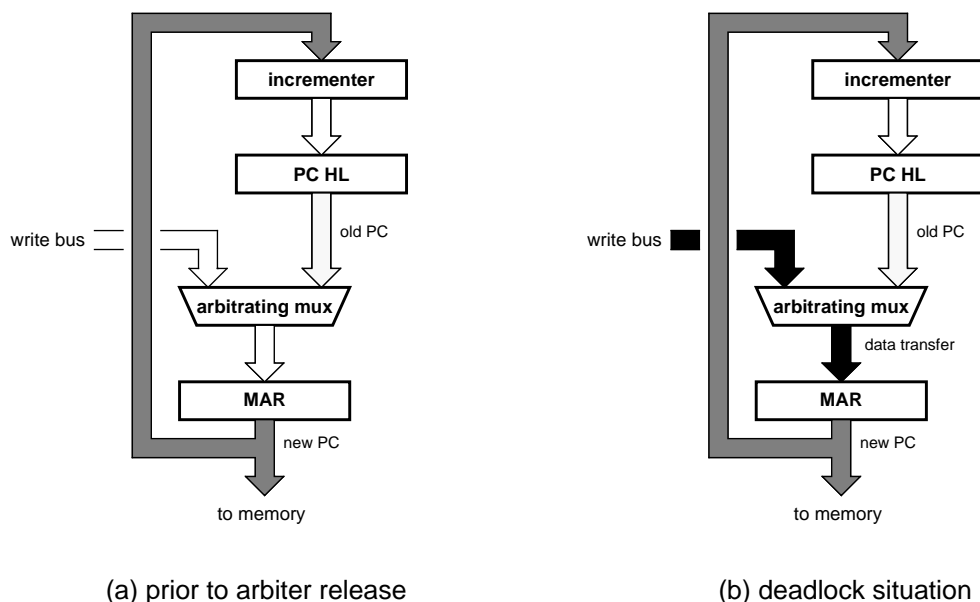 incrementer
PC HL
old PC
write bus
arbitrating mux
MAR
new PC
to memory
(a) prior to arbiter release
incrementer
PC HL
old PC
write bus
arbitrating mux
data transfer
MAR
new PC
to memory
(b) deadlock situation